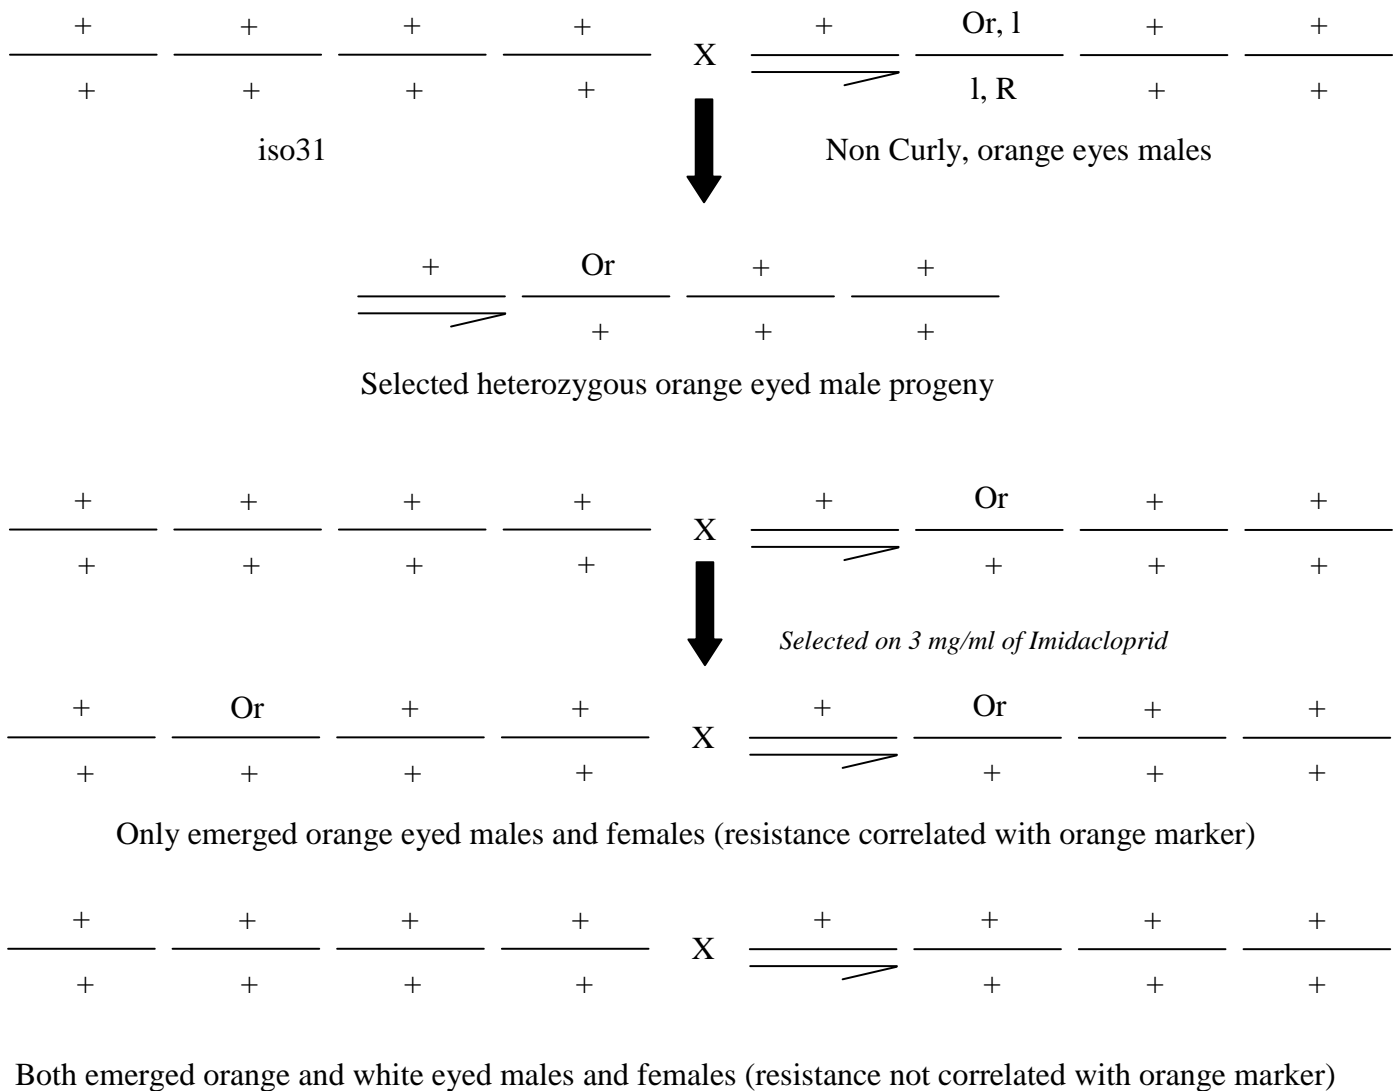 + + + + + Or, l + +
X
+ + + + l, R + +
iso31 Non Curly, orange eyes males
+ Or + +
+ + +
Selected heterozygous orange eyed male progeny
+ + + + + Or + +
X
+ + + + + + +
Selected on 3 mg/ml of Imidacloprid
+ Or + + + Or + +
X
+ + + + + + +
Only emerged orange eyed males and females (resistance correlated with orange marker)
+ + + + + + + +
X
+ + + + + + +
Both emerged orange and white eyed males and females (resistance not correlated with orange marker)